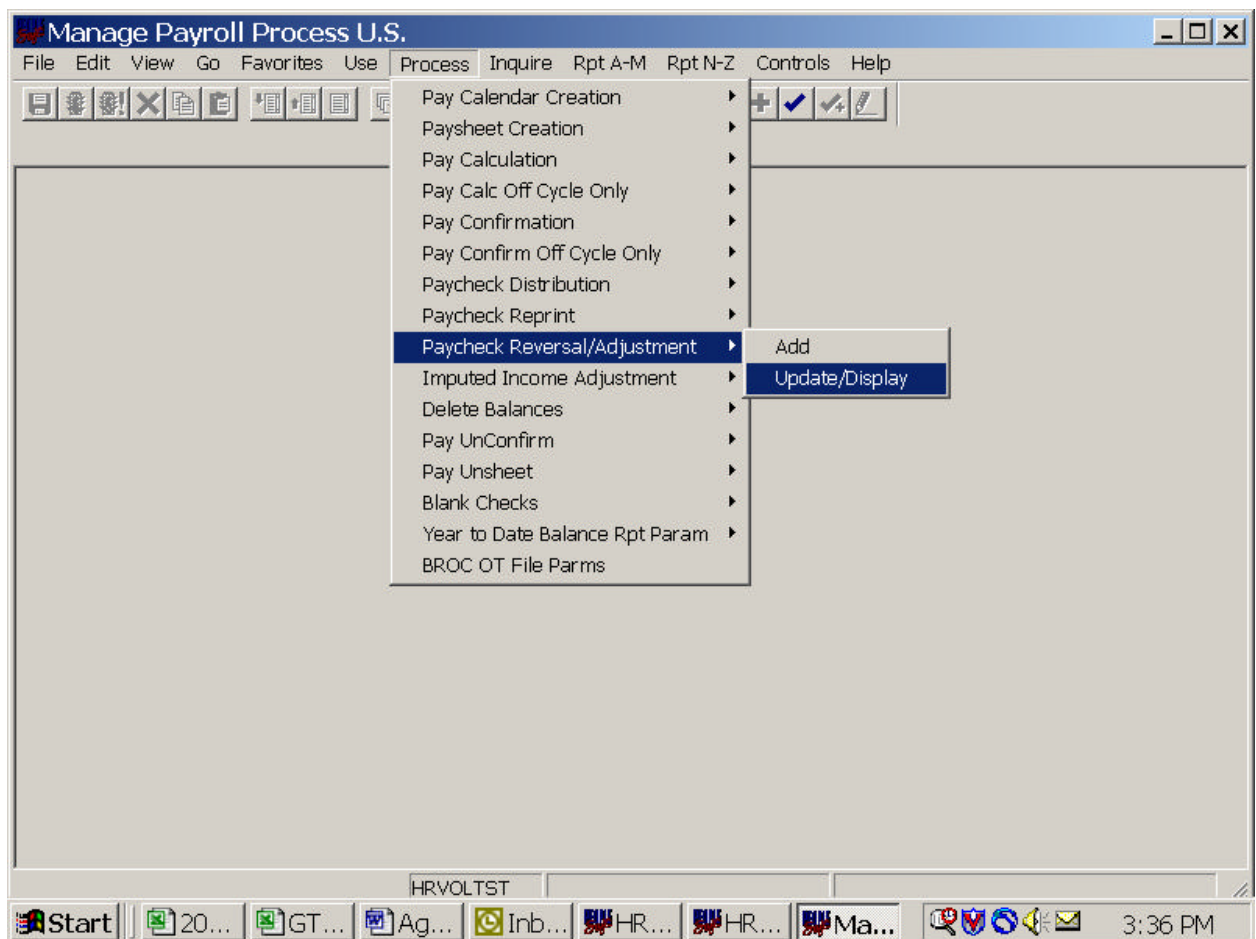 Manage Payroll Process U.S.
File Edit View Go Favorites Use Process Inquire Rpt A-M Rpt N-Z Controls Help
Pay Calendar Creation
Paysheet Creation
Pay Calculation
Pay Calc Off Cycle Only
Pay Confirmation
Pay Confirm Off Cycle Only
Paycheck Distribution
Paycheck Reprint
Paycheck Reversal/Adjustment
Add
Imputed Income Adjustment
Update/Display
Delete Balances
Pay UnConfirm
Pay Unsheet
Blank Checks
Year to Date Balance Rpt Param
BROC OT File Parms
HRVOLTST
Start 20... GT... Ag... Inb... HR... HR... Ma... 3:36 PM